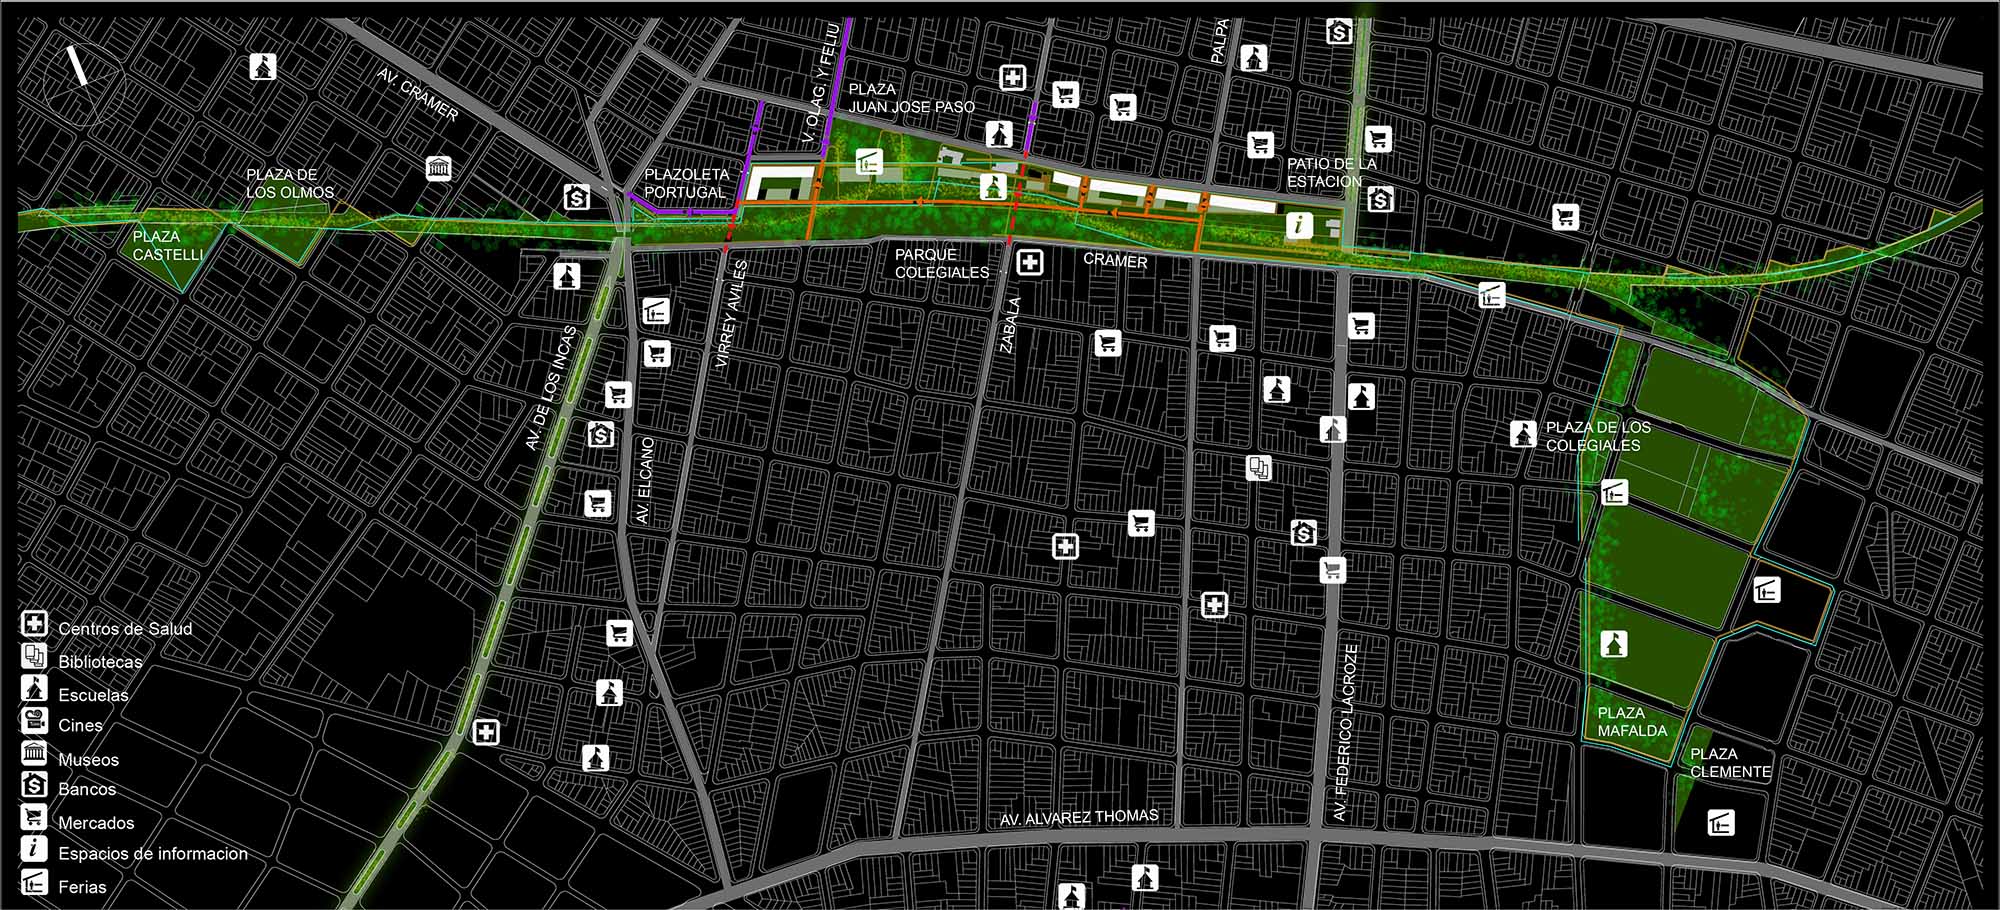 AV. CRAMER
V. OLAG. Y FELIU
PLAZA
JUAN JOSE PASO
PALPA
PLAZA DE
LOS OLMOS
PLAZOLETA
PORTUGAL
PATIO DE LA
ESTACION
PLAZA
CASTELLI
PARQUE
COLEGIALES
CRAMER
AV. DE LOS INCAS
VIRREY AVILES
ZABALA
AV. ELCANO
PLAZA DE LOS
COLEGIALES
AV. FEDERICO LACROZE
PLAZA
MAFALDA
PLAZA
CLEMENTE
AV. ALVAREZ THOMAS
Centros de Salud
Bibliotecas
Escuelas
Cines
Museos
Bancos
Mercados
Espacios de informacion
Ferias